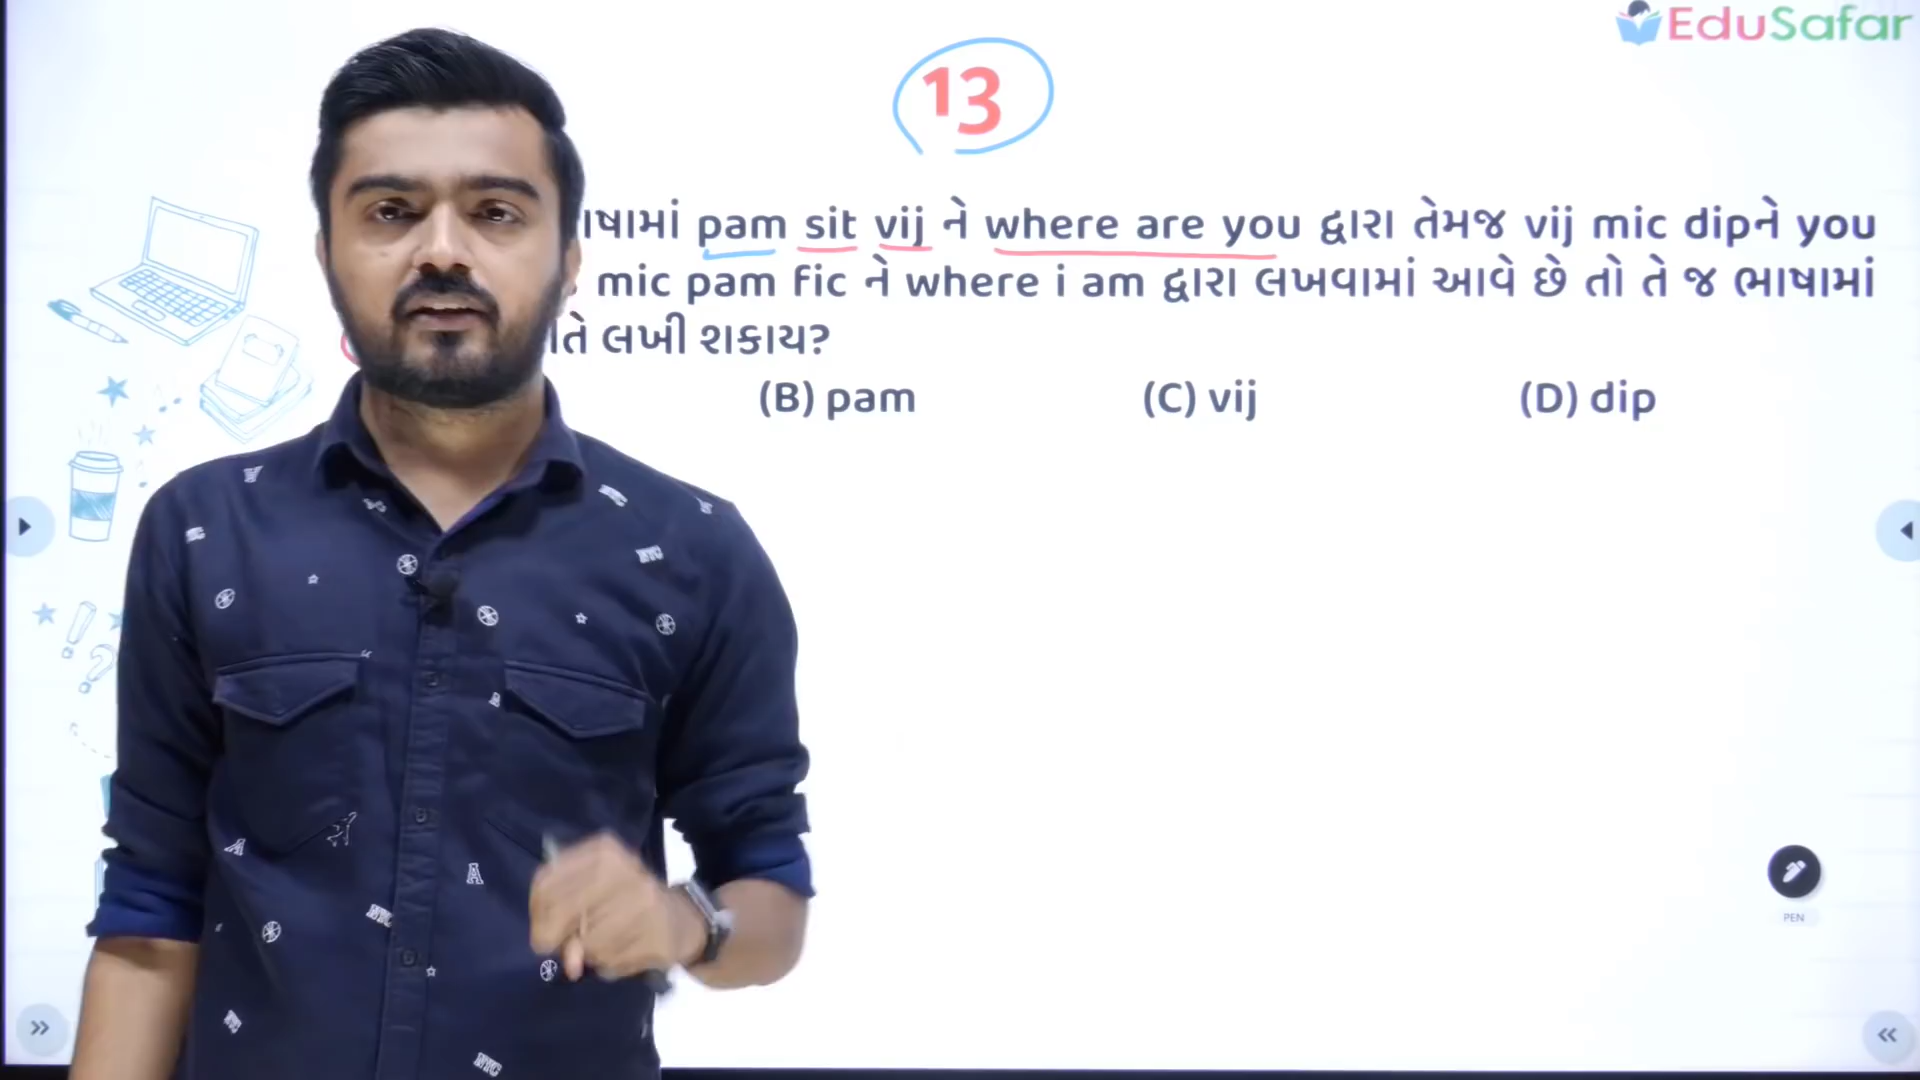 EduSafar
13
pam sit vij ને where are you દ્વારા તેમજ vij mic dipને you
mic pam fic ને where i am દ્વારા લખવામાં આવે છે તો તે જ ભાષામાં
લખી શકાય?
(B) pam (C) vij (D) dip
PEN